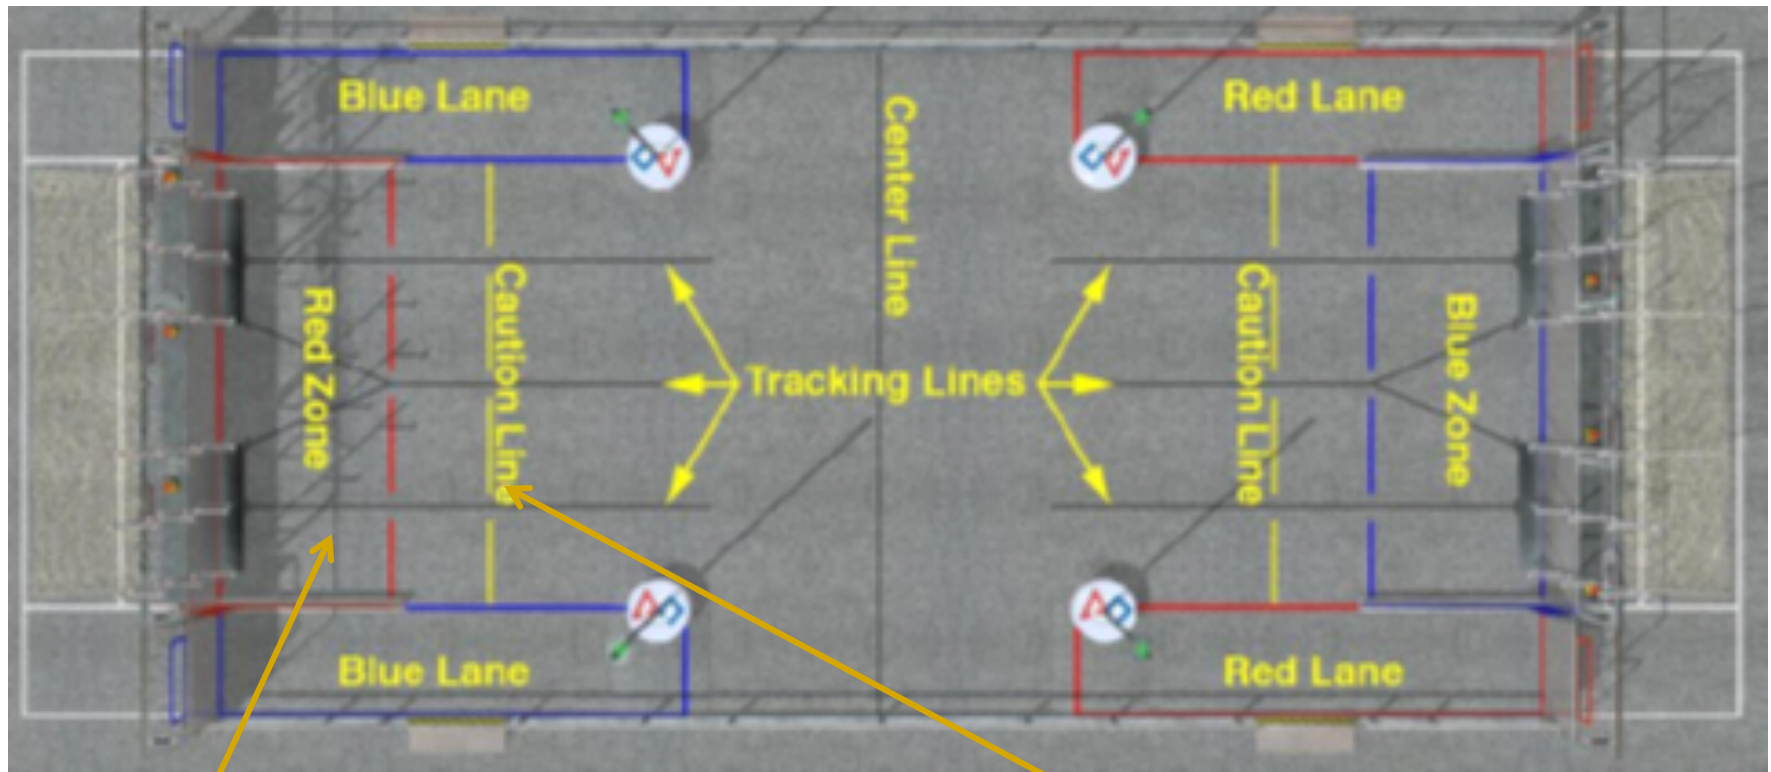 Blue Lane
Red Lane
Center Line
Red Zone
Caution Line
Tracking Lines
Caution Line
Blue Zone
Blue Lane
Red Lane